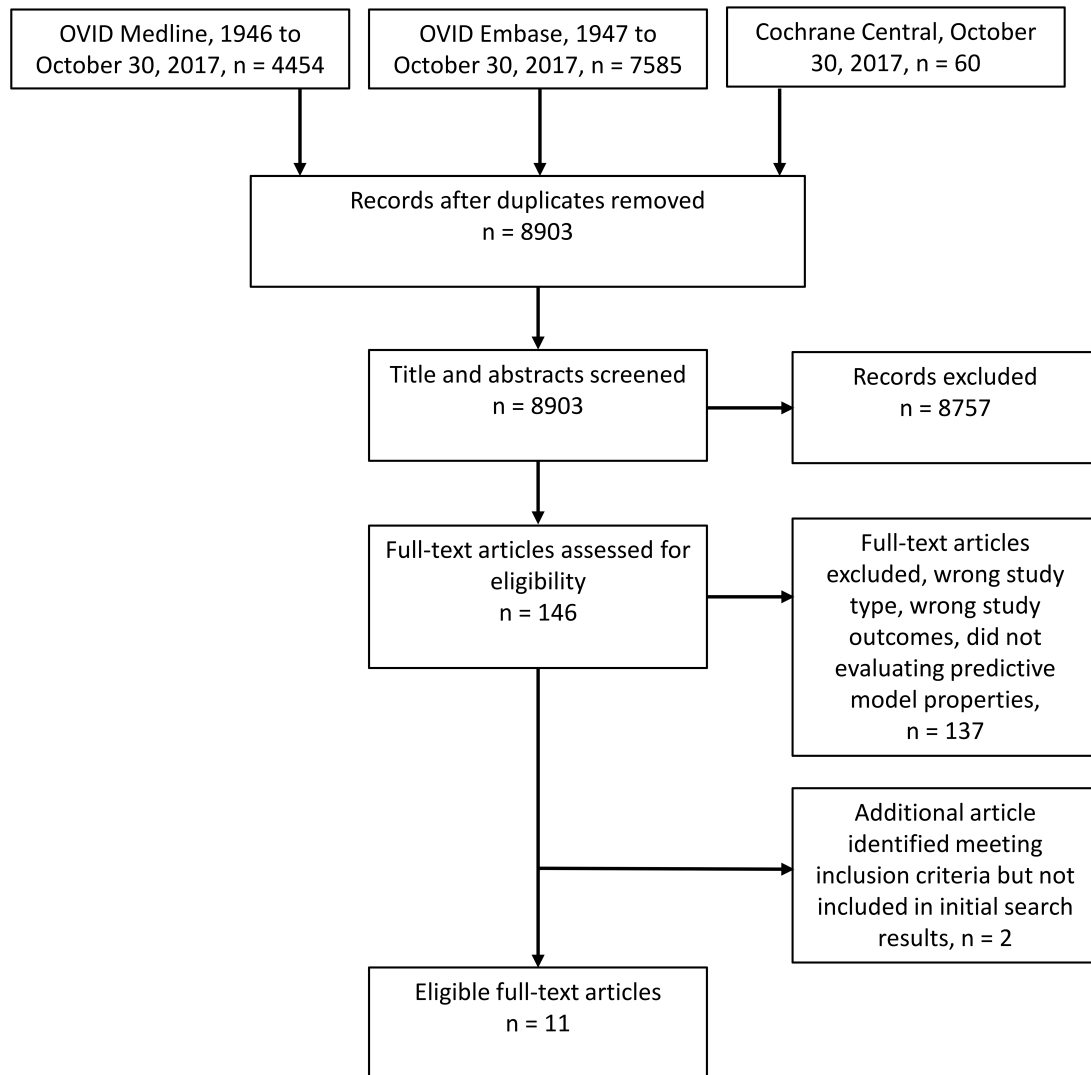 OVID Medline, 1946 to
October 30, 2017, n = 4454
OVID Embase, 1947 to
October 30, 2017, n = 7585
Cochrane Central, October
30, 2017, n = 60
Records after duplicates removed
n = 8903
Title and abstracts screened
n = 8903
Records excluded
n = 8757
Full-text articles assessed for
eligibility
n = 146
Full-text articles
excluded, wrong study
type, wrong study
outcomes, did not
evaluating predictive
model properties,
n = 137
Additional article
identified meeting
inclusion criteria but not
included in initial search
results, n = 2
Eligible full-text articles
n = 11